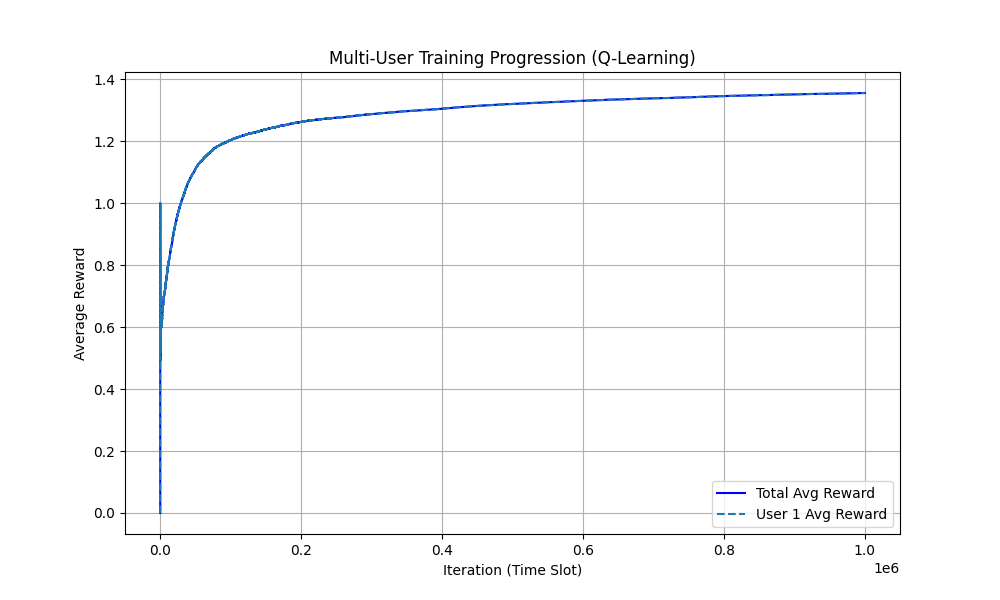 Multi-User Training Progression (Q-Learning)
1.4
1.2
1.0
0.8
0.6
0.4
0.2
0.0
Average Reward
Total Avg Reward
User 1 Avg Reward
0.0 0.2 0.4 0.6 0.8 1.0
1e6
Iteration (Time Slot)